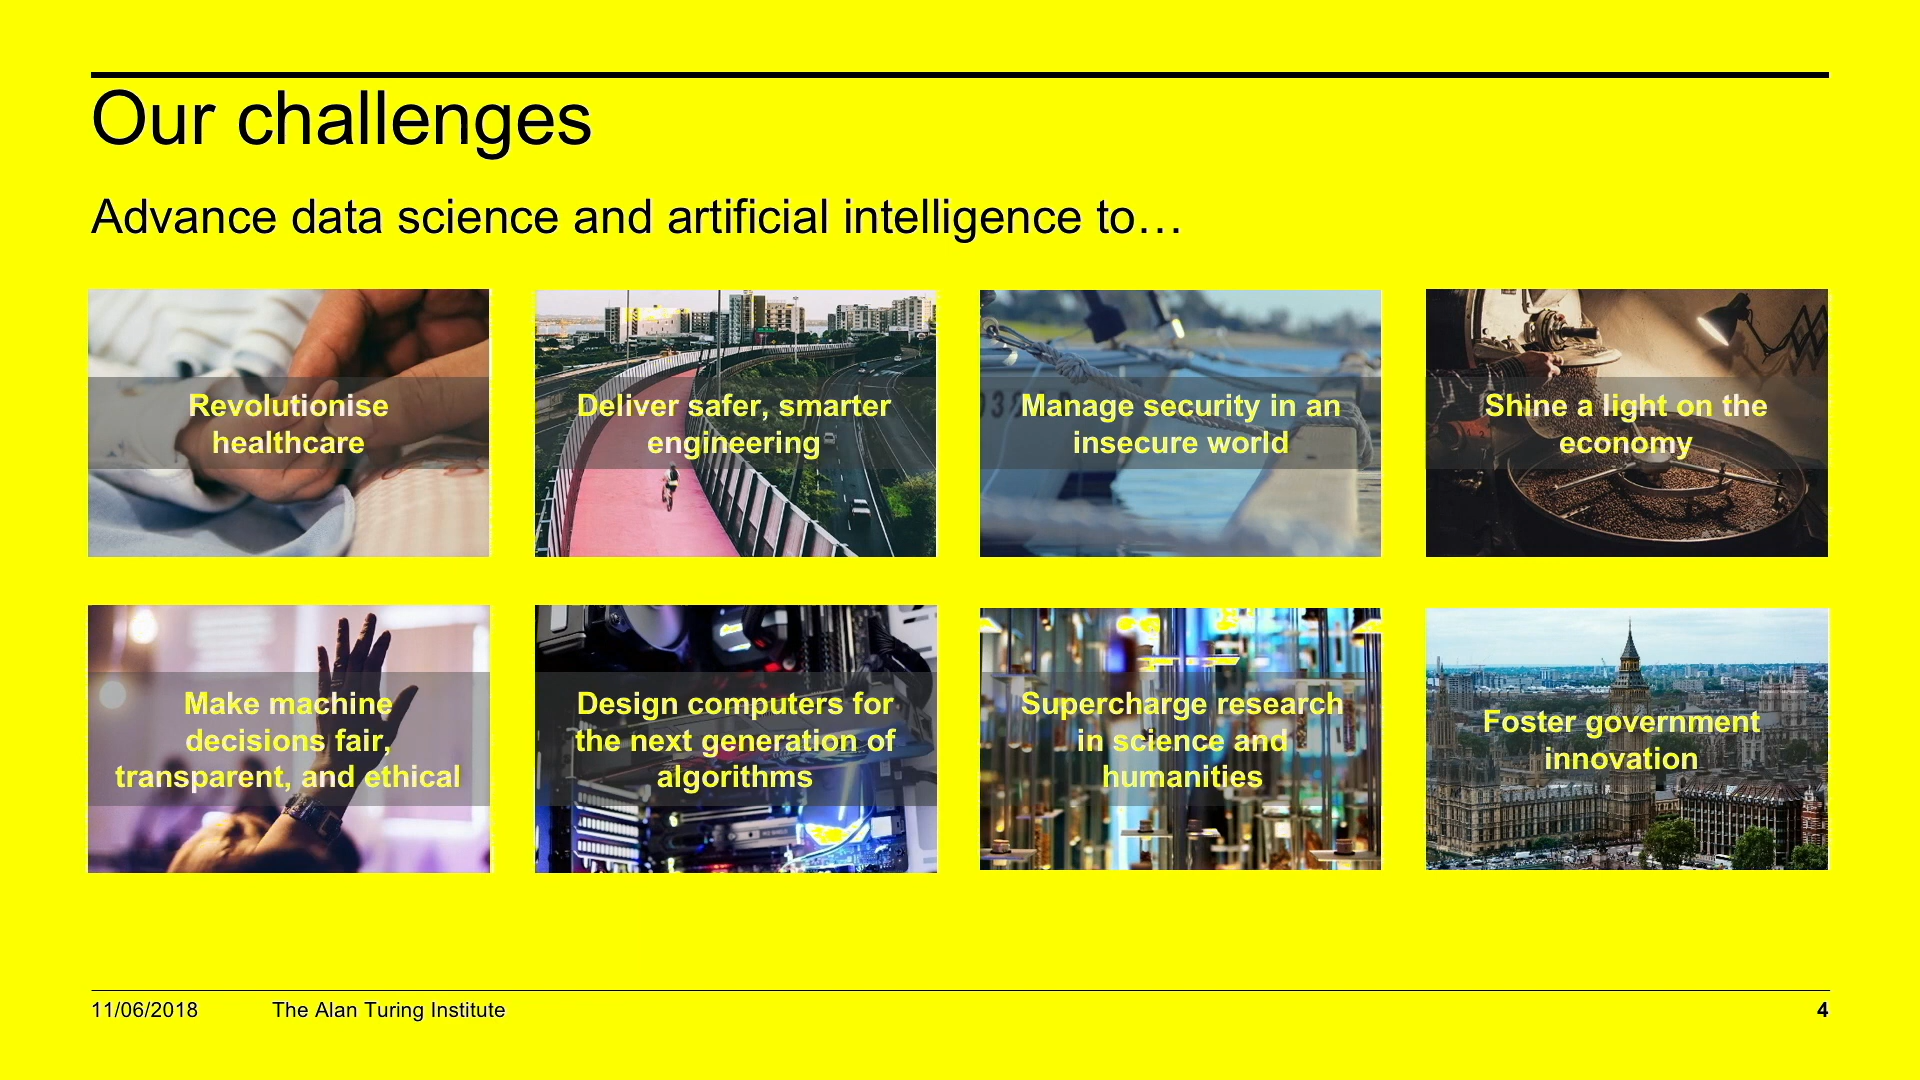 Our challenges
Advance data science and artificial intelligence to…
Revolutionise
healthcare
Deliver safer, smarter
engineering
Manage security in an
insecure world
Shine a light on the
economy
Make machine
decisions fair,
transparent, and ethical
Design computers for
the next generation of
algorithms
Supercharge research
in science and
humanities
Foster government
innovation
11/06/2018
The Alan Turing Institute
4